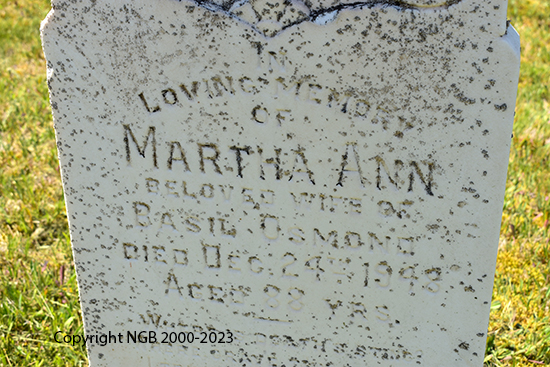 IN
LOVING MEMORY
OF
MARTHA ANN
BELOVED WIFE OF
BASIL OSMOND
DIED DEC. 24TH 1943
AGED 88 YRS
Copyright NGB 2000-2023